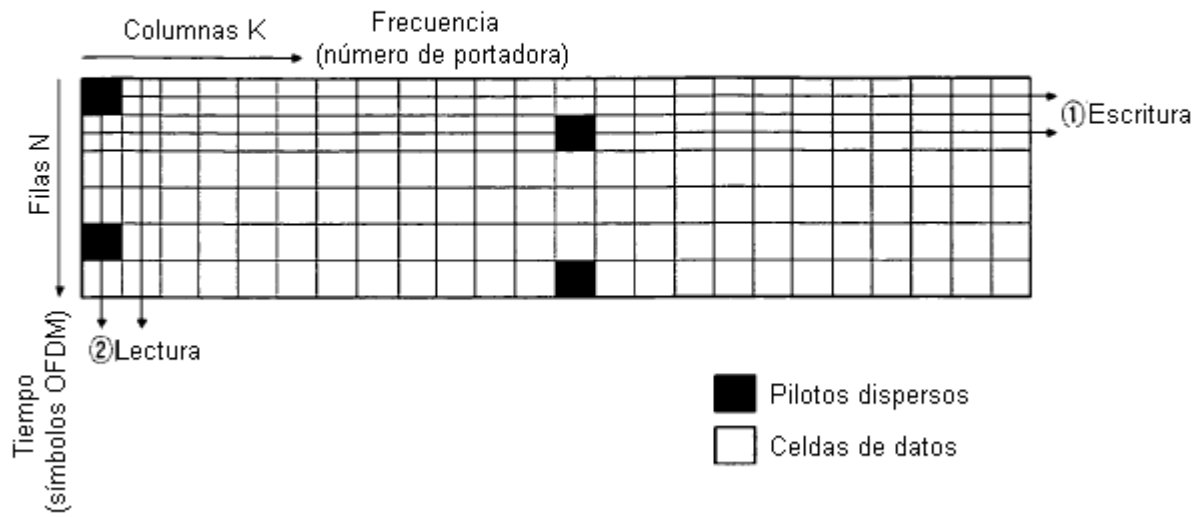 Columnas K
Frecuencia
(número de portadora)
①Escritura
Filas N
②Lectura
Tiempo
(símbolos OFDM)
Pilotos dispersos
Celdas de datos